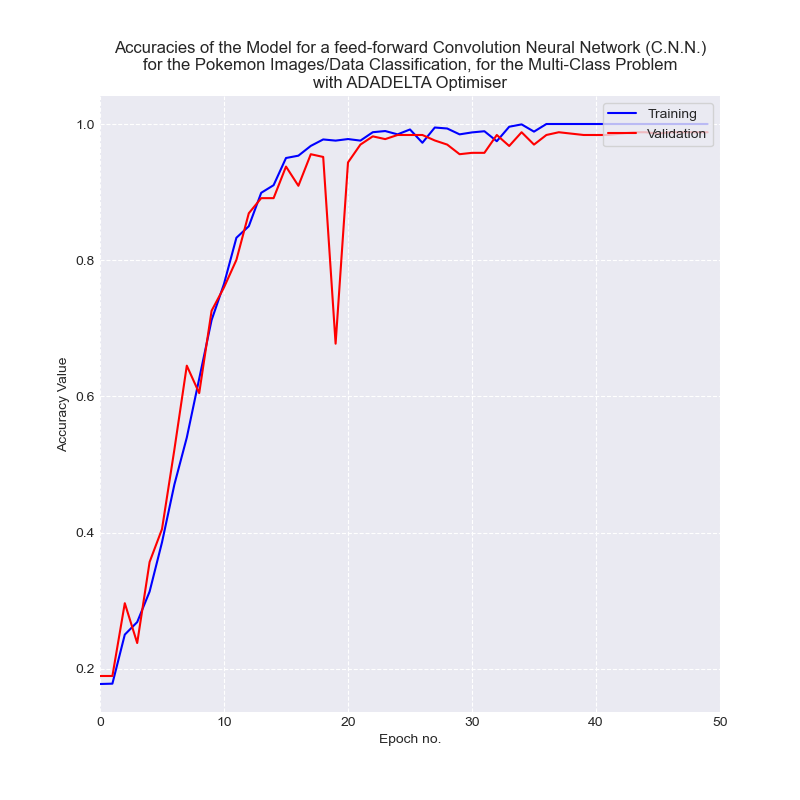 Accuracies of the Model for a feed-forward Convolution Neural Network (C.N.N.)
for the Pokemon Images/Data Classification, for the Multi-Class Problem
with ADADELTA Optimiser
Training
Validation
1.0
0.8
0.6
0.4
0.2
Accuracy Value
0 10 20 30 40 50
Epoch no.